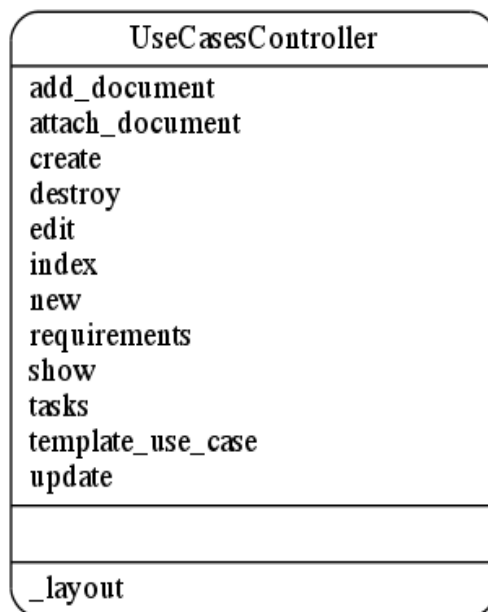 UseCasesController
add_document
attach_document
create
destroy
edit
index
new
requirements
show
tasks
template_use_case
update
_layout